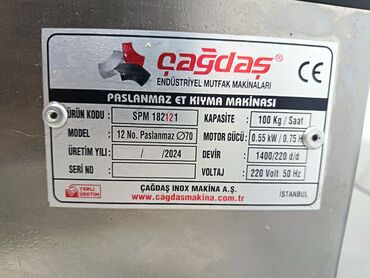 çağdaş®
ENDÜSTRİYEL MUTFAK MAKİNALARI
CE
PASLANMAZ ET KIYMA MAKİNASI
ÜRÜN KODU : SPM 182121
MODEL : 12 No. Paslanmaz Ø70
ÜRETİM YILI : / / 2024
SERİ NO :
KAPASİTE : 100 Kg / Saat
MOTOR GÜCÜ : 0.55 kW / 0.75 H
DEVİR : 1400/220 d/d
VOLTAJ : 220 Volt 50 Hz
YERLİ ÜRETİM
ÇAĞDAŞ INOX MAKİNA A.Ş.
www.cagdasmakina.com.tr
İSTANBUL